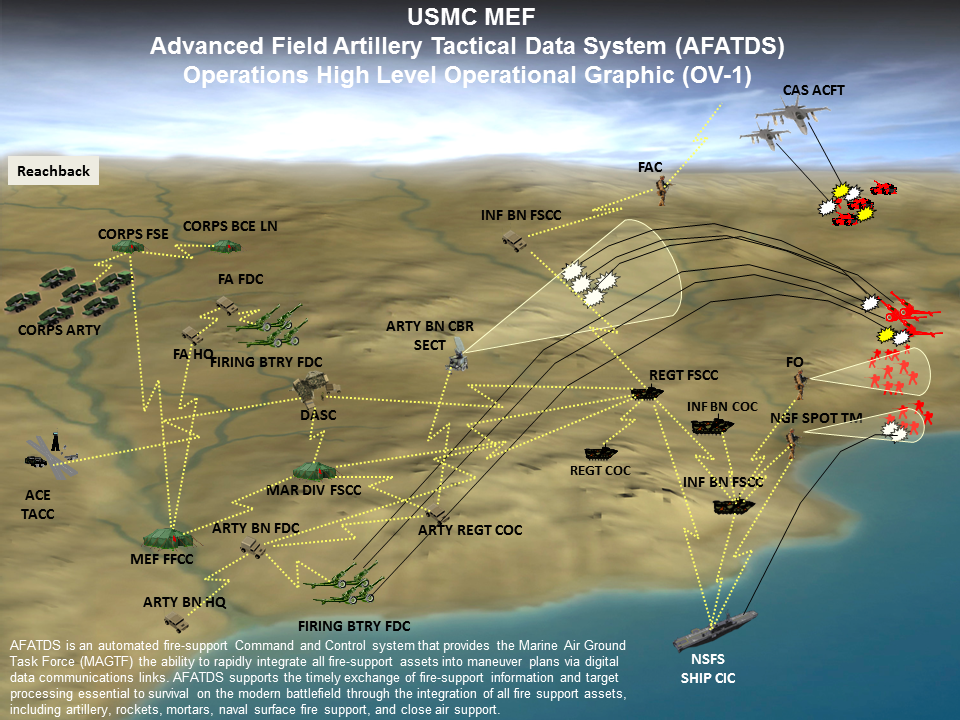 USMC MEF
Advanced Field Artillery Tactical Data System (AFATDS)
Operations High Level Operational Graphic (OV-1)
CAS ACFT
Reachback
FAC
INF BN FSCC
CORPS FSE
CORPS BCE LN
FA FDC
CORPS ARTY
FA HQ
FIRING BTRY FDC
ARTY BN CBR
SECT
REGT FSCC
FO
DASC
INF BN COC
NGF SPOT TM
REGT COC
MAR DIV FSCC
INF BN FSCC
ACE
TACC
ARTY BN FDC
ARTY REGT COC
MEF FFCC
ARTY BN HQ
FIRING BTRY FDC
NSFS
SHIP CIC
AFATDS is an automated fire-support Command and Control system that provides the Marine Air Ground
Task Force (MAGTF) the ability to rapidly integrate all fire-support assets into maneuver plans via digital
data communications links. AFATDS supports the timely exchange of fire-support information and target
processing essential to survival on the modern battlefield through the integration of all fire support assets,
including artillery, rockets, mortars, naval surface fire support, and close air support.